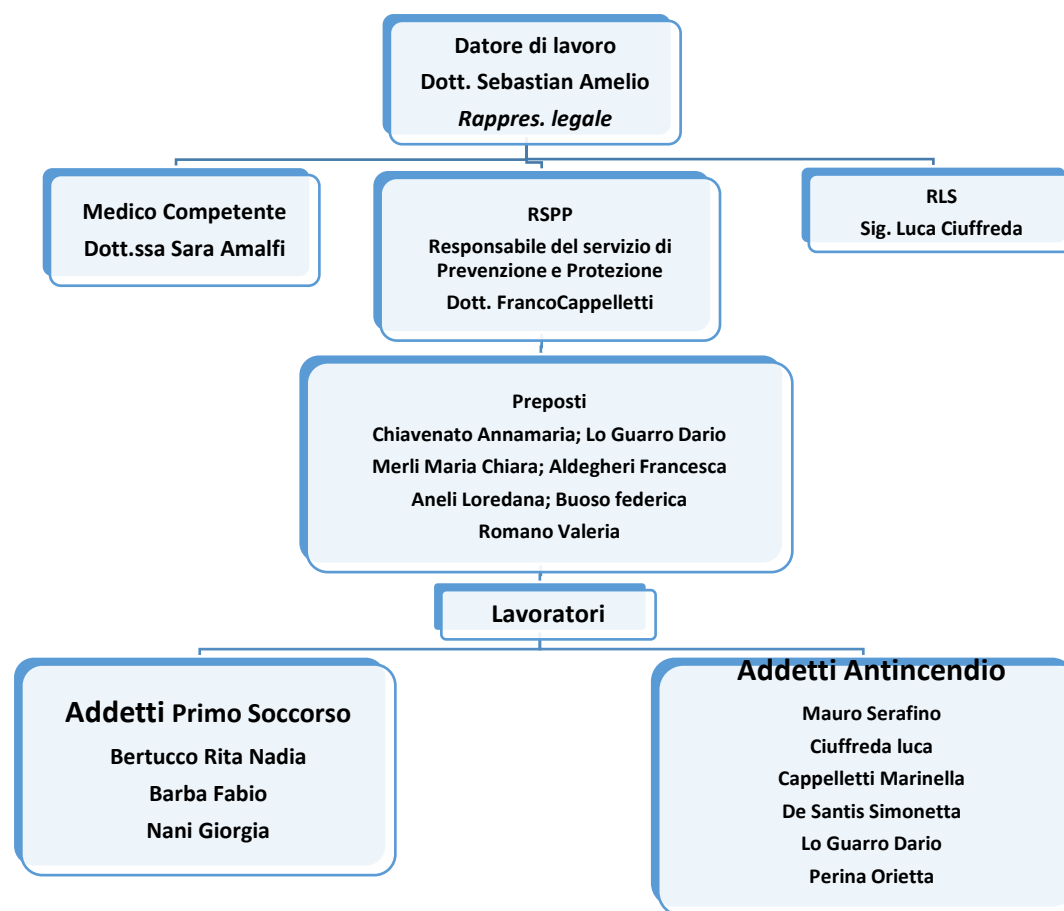 Datore di lavoro
Dott. Sebastian Amelio
Rappres. legale
Medico Competente
Dott.ssa Sara Amalfi
RSPP
Responsabile del servizio di
Prevenzione e Protezione
Dott. FrancoCappelletti
RLS
Sig. Luca Ciuffreda
Preposti
Chiavenato Annamaria; Lo Guarro Dario
Merli Maria Chiara; Aldegheri Francesca
Aneli Loredana; Buoso federica
Romano Valeria
Lavoratori
Addetti Primo Soccorso
Bertucco Rita Nadia
Barba Fabio
Nani Giorgia
Addetti Antincendio
Mauro Serafino
Ciuffreda luca
Cappelletti Marinella
De Santis Simonetta
Lo Guarro Dario
Perina Orietta